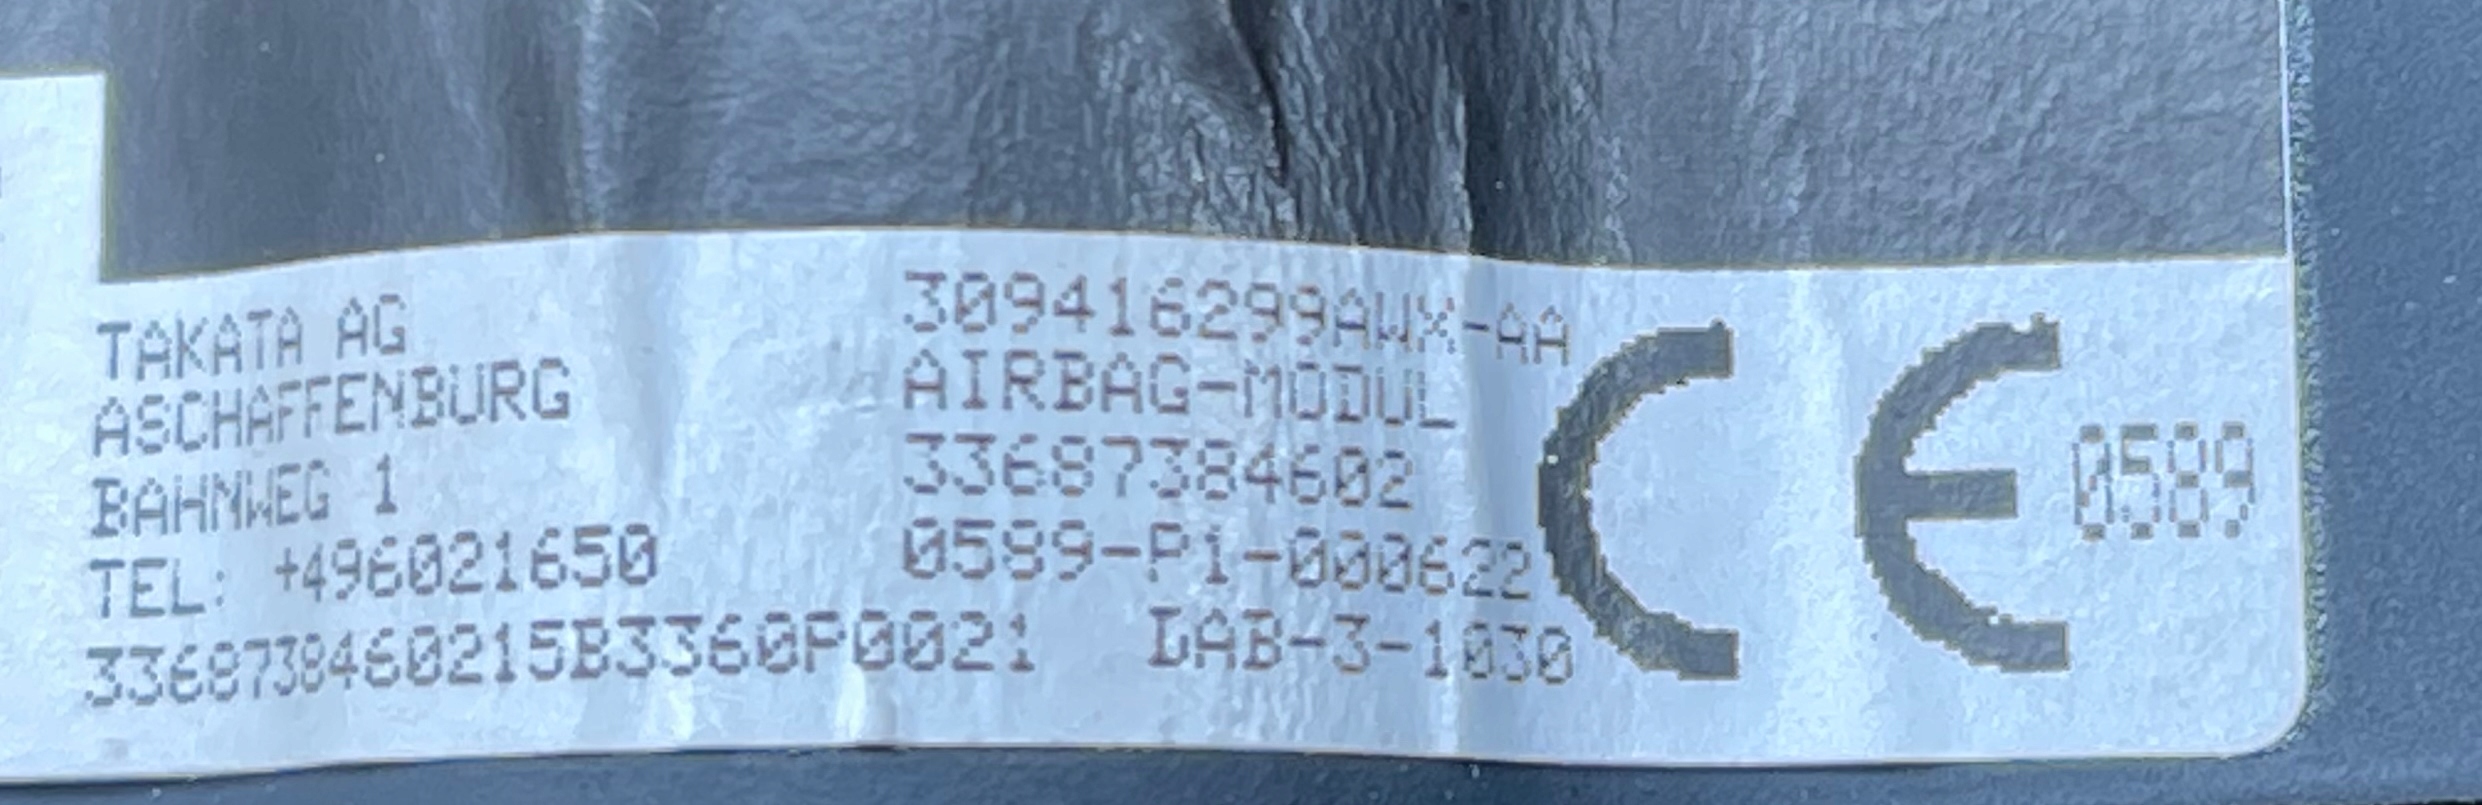 TAKATA AG
ASCHAFFENBURG
BAHNWEG 1
TEL: +496021650
3368738460215B3360P0021 DAB-3-1030
309416299AWX-AA
AIRBAG-MODUL
33687384602
0589-P1-000622
CE 0589